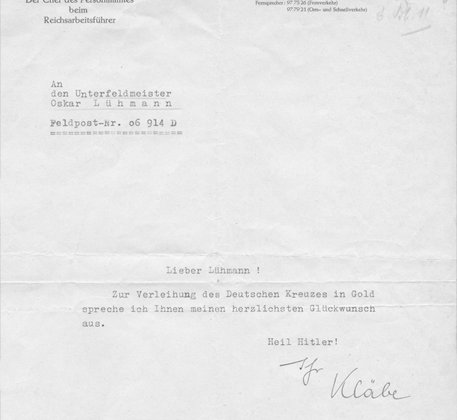 Der Chef des Personalamtes
beim
Reichsarbeitsführer
Fernsprecher: 97 75 26 (Fernverkehr)
97 79 21 (Orts- und Schnellverkehr)
An
den Unterfeldmeister
Oskar Lühmann
Feldpost-Nr. 06 914 D
Lieber Lühmann !
Zur Verleihung des Deutschen Kreuzes in Gold
spreche ich Ihnen meinen herzlichsten Glückwunsch
aus.
Heil Hitler!
Kläbe